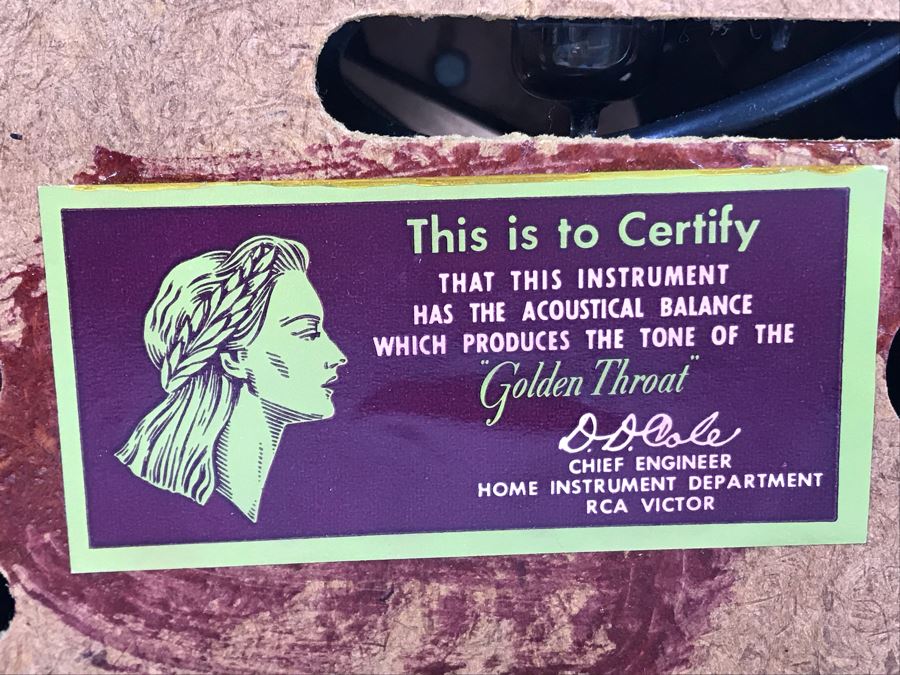 This is to Certify
THAT THIS INSTRUMENT
HAS THE ACOUSTICAL BALANCE
WHICH PRODUCES THE TONE OF THE
"Golden Throat"
D.D. Cole
CHIEF ENGINEER
HOME INSTRUMENT DEPARTMENT
RCA VICTOR